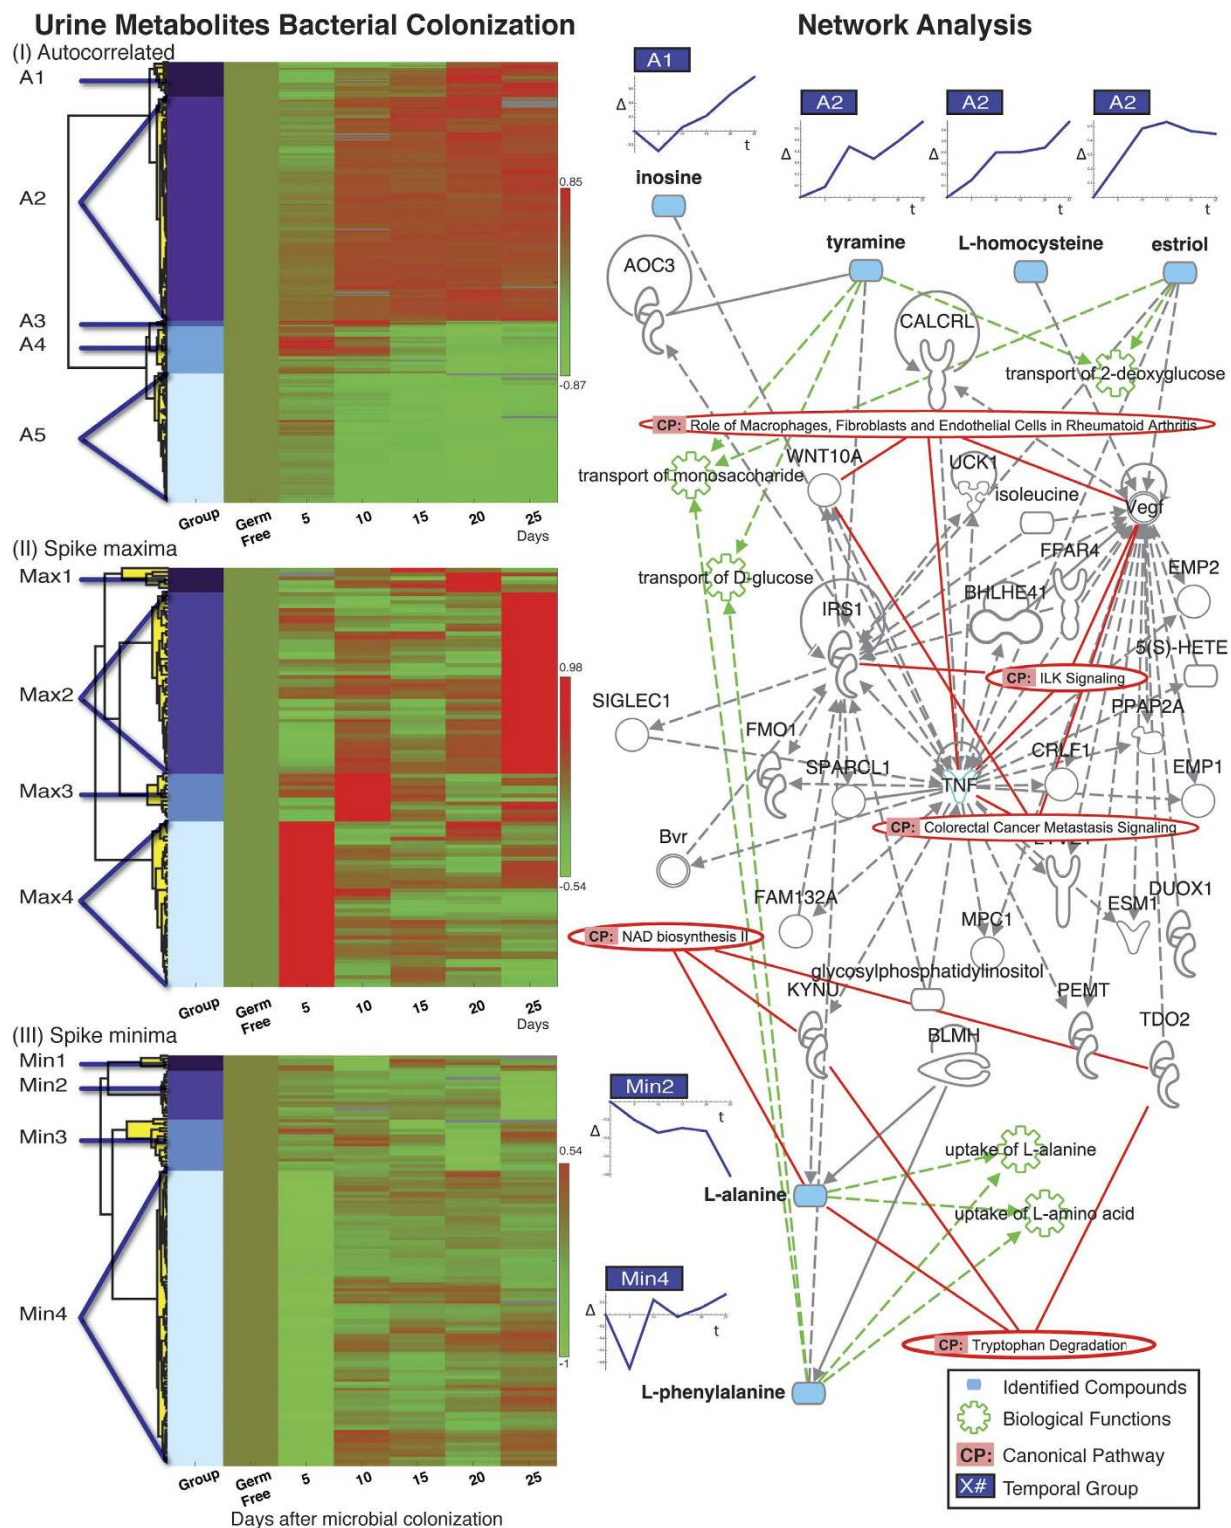 Urine Metabolites Bacterial Colonization
(I) Autocorrelated
A1
A2
A3
A4
A5
0.85
-0.87
Group
Germ Free
5
10
15
20
25
Days
(II) Spike maxima
Max1
Max2
Max3
Max4
0.98
-0.54
Group
Germ Free
5
10
15
20
25
Days
(III) Spike minima
Min1
Min2
Min3
Min4
0.54
-1
Group
Germ Free
5
10
15
20
25
Days after microbial colonization
Network Analysis
A1
Δ
t
inosine
A2
Δ
t
A2
Δ
t
A2
Δ
t
tyramine
L-homocysteine
estriol
AOC3
CALCRL
transport of 2-deoxyglucose
CP: Role of Macrophages, Fibroblasts and Endothelial Cells in Rheumatoid Arthritis
WNT10A
UCK1
transport of monosaccharide
isoleucine
Vegf
FFAR4
EMP2
transport of D-glucose
BHLHE41
IRS1
5(S)-HETE
CP: ILK Signaling
SIGLEC1
PPAP2A
FMO1
CRLF1
SPARCL1
TNF
EMP1
CP: Colorectal Cancer Metastasis Signaling
Bvr
DUOX1
FAM132A
ESM1
MPC1
CP: NAD biosynthesis II
glycosylphosphatidylinositol
KYNU
PEMT
TDO2
BLMH
Min2
Δ
t
uptake of L-alanine
L-alanine
uptake of L-amino acid
Min4
Δ
t
CP: Tryptophan Degradation
L-phenylalanine
Identified Compounds
Biological Functions
CP: Canonical Pathway
X# Temporal Group